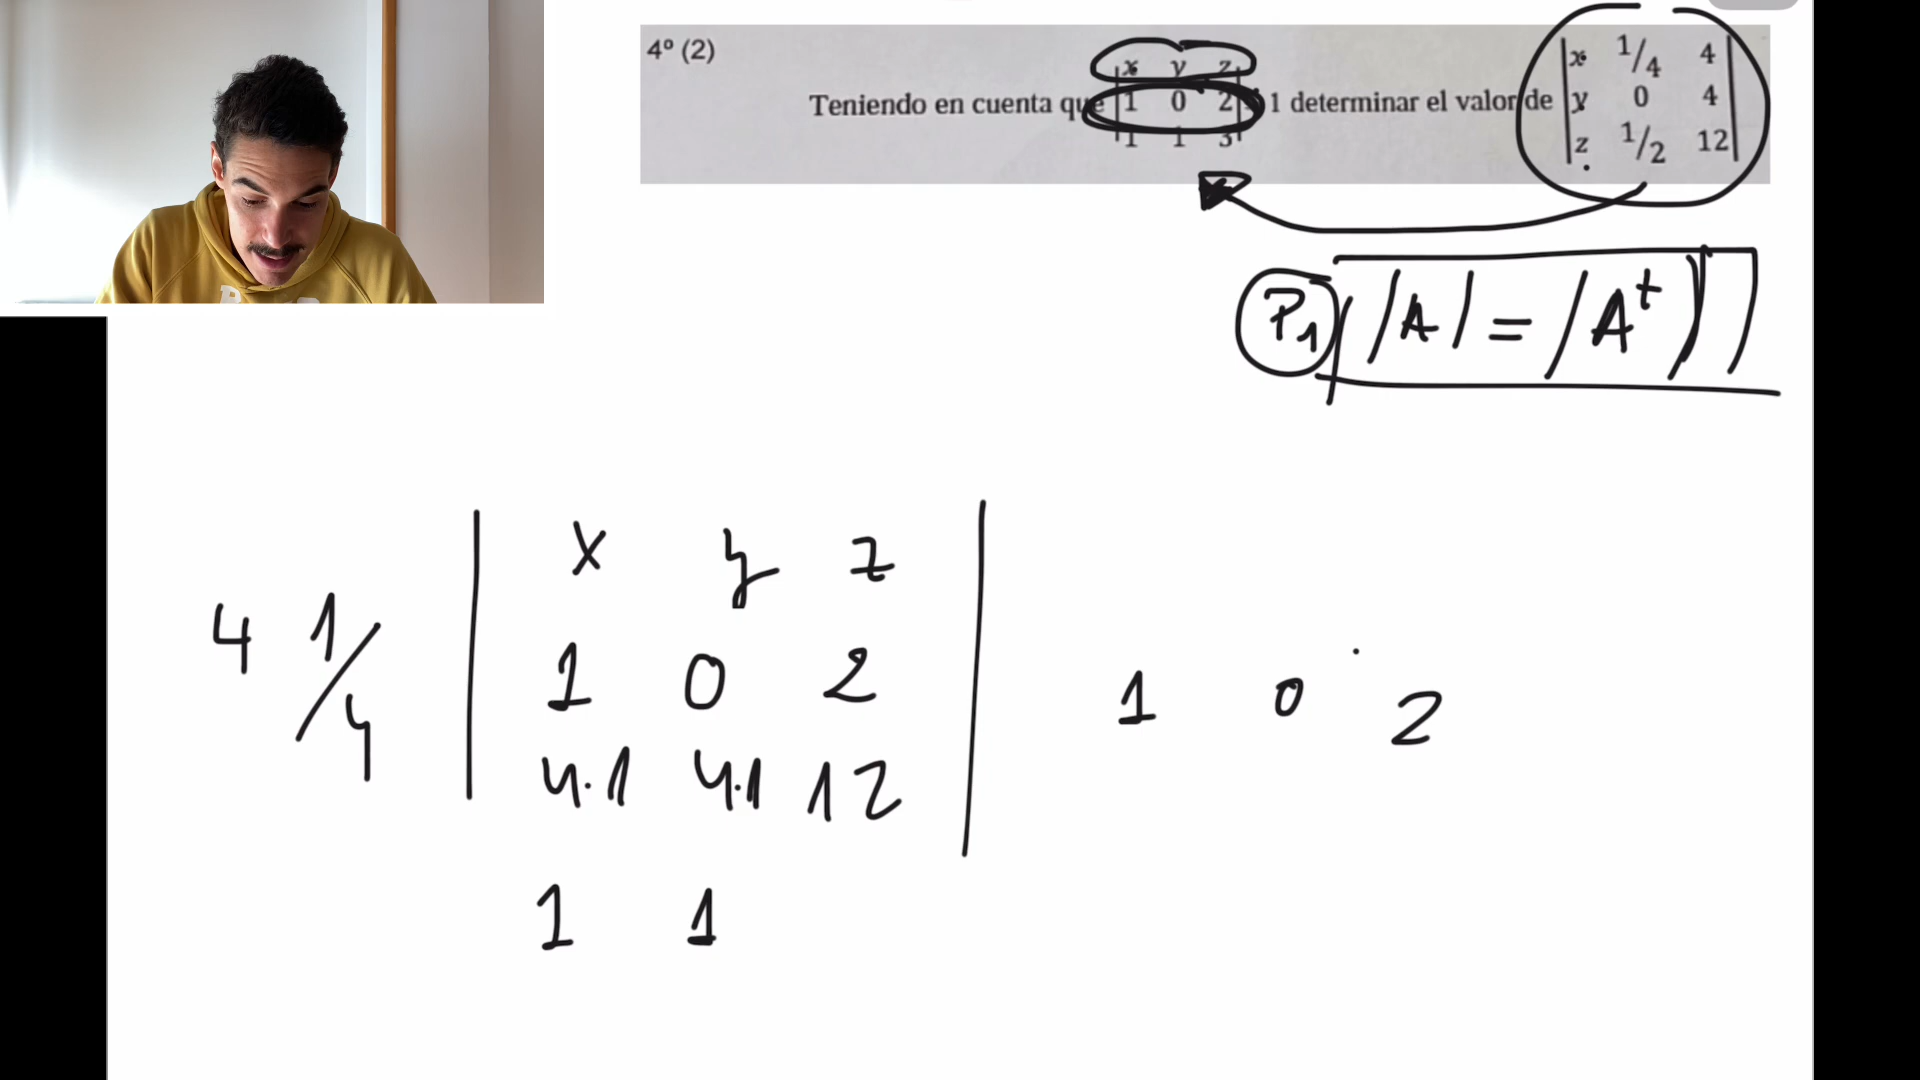 4º (2)
x y z
Teniendo en cuenta que 1 0 2 1 determinar el valor de
1 1 3
x 1/4 4
y 0 4
z 1/2 12
P1 |A| = |A^t|
x y z
4 1/4 1 0 2
4·1 4·1 12
1 1
1 0 2